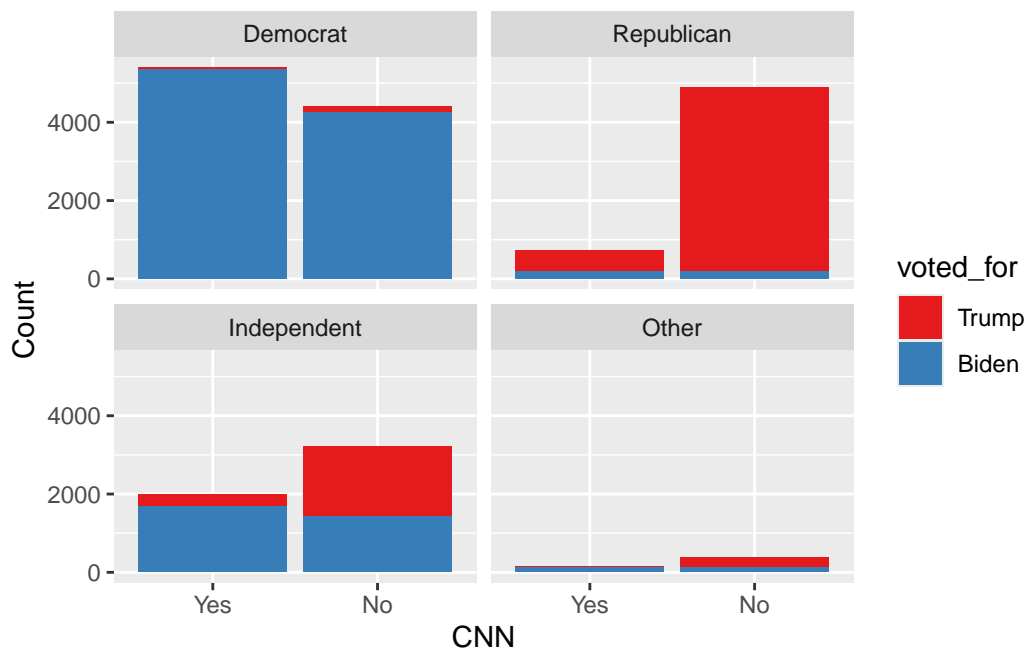 Democrat
Republican
4000
2000
0
Independent
Other
4000
2000
0
Yes
No
Yes
No
CNN
Count
voted_for
Trump
Biden